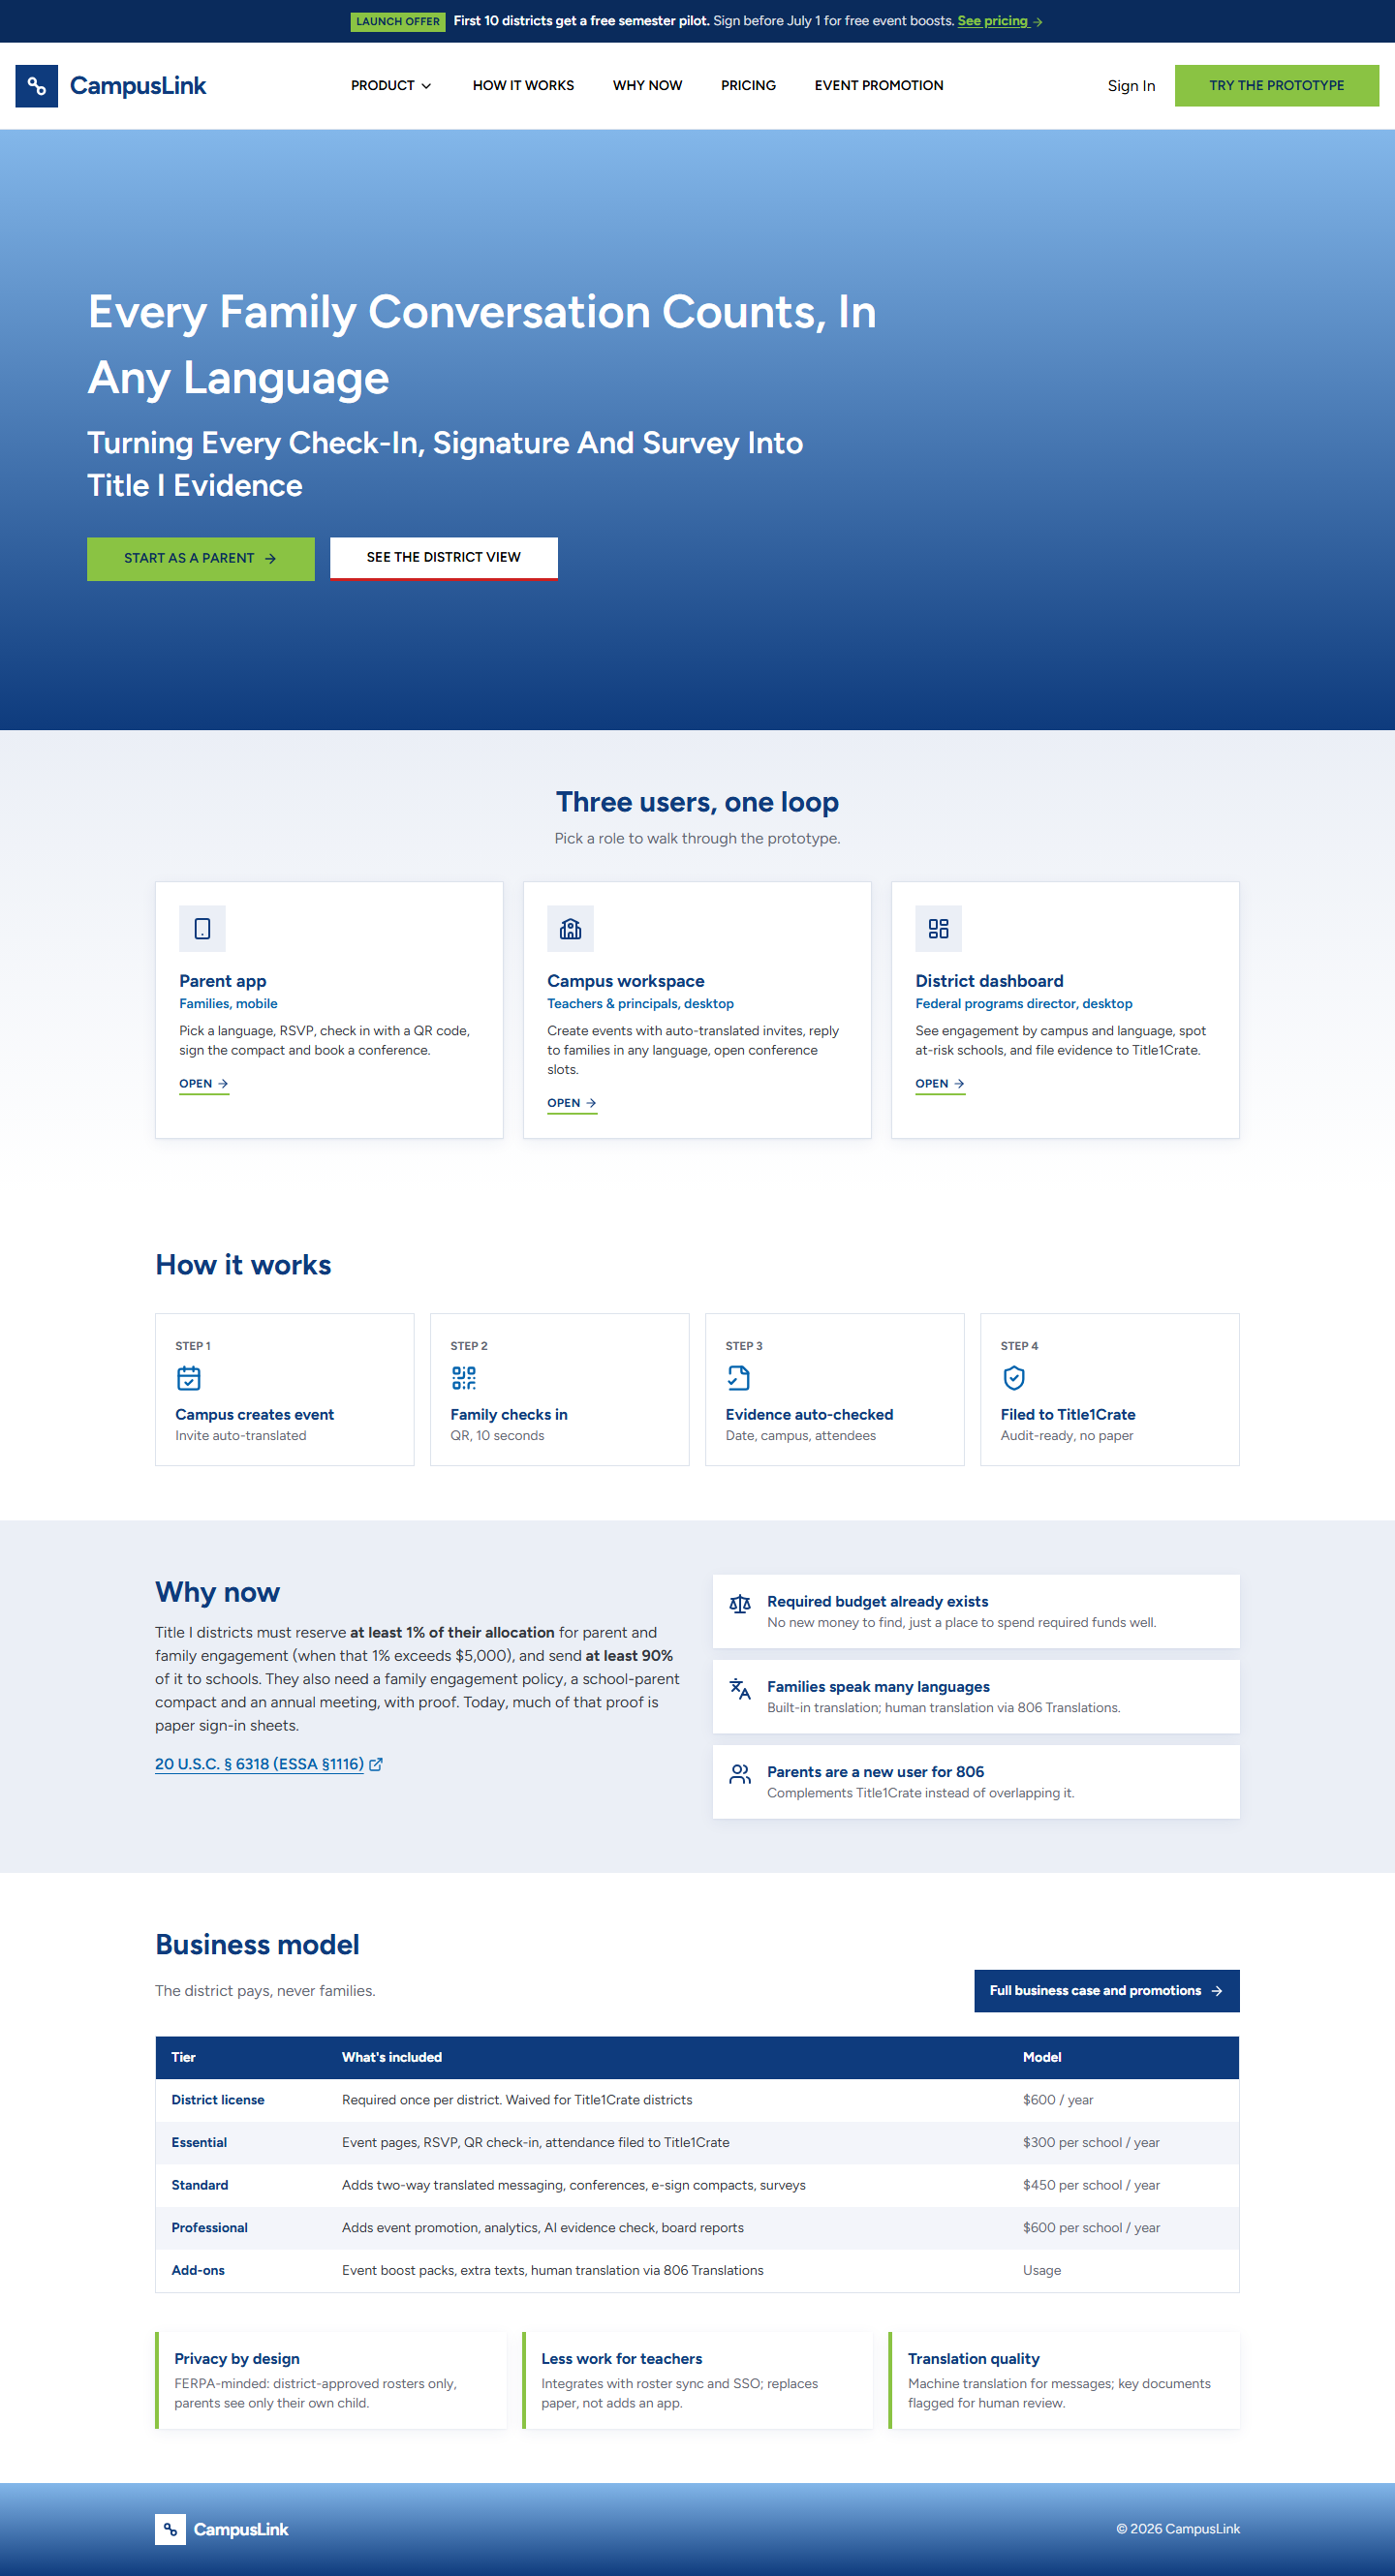 LAUNCH OFFER First 10 districts get a free semester pilot. Sign before July 1 for free event boosts. See pricing
CampusLink
PRODUCT
HOW IT WORKS
WHY NOW
PRICING
EVENT PROMOTION
Sign In
TRY THE PROTOTYPE
Every Family Conversation Counts, In
Any Language
Turning Every Check-In, Signature And Survey Into
Title I Evidence
START AS A PARENT
SEE THE DISTRICT VIEW
Three users, one loop
Pick a role to walk through the prototype.
Parent app
Families, mobile
Pick a language, RSVP, check in with a QR code,
sign the compact and book a conference.
OPEN
Campus workspace
Teachers & principals, desktop
Create events with auto-translated invites, reply
to families in any language, open conference
slots.
OPEN
District dashboard
Federal programs director, desktop
See engagement by campus and language, spot
at-risk schools, and file evidence to Title1Crate.
OPEN
How it works
STEP 1
Campus creates event
Invite auto-translated
STEP 2
Family checks in
QR, 10 seconds
STEP 3
Evidence auto-checked
Date, campus, attendees
STEP 4
Filed to Title1Crate
Audit-ready, no paper
Why now
Title I districts must reserve at least 1% of their allocation for parent and
family engagement (when that 1% exceeds $5,000), and send at least 90%
of it to schools. They also need a family engagement policy, a school-parent
compact and an annual meeting, with proof. Today, much of that proof is
paper sign-in sheets.
20 U.S.C. § 6318 (ESSA §1116)
Required budget already exists
No new money to find, just a place to spend required funds well.
Families speak many languages
Built-in translation; human translation via 806 Translations.
Parents are a new user for 806
Complements Title1Crate instead of overlapping it.
Business model
The district pays, never families.
Full business case and promotions
Tier What's included Model
District license Required once per district. Waived for Title1Crate districts $600 / year
Essential Event pages, RSVP, QR check-in, attendance filed to Title1Crate $300 per school / year
Standard Adds two-way translated messaging, conferences, e-sign compacts, surveys $450 per school / year
Professional Adds event promotion, analytics, AI evidence check, board reports $600 per school / year
Add-ons Event boost packs, extra texts, human translation via 806 Translations Usage
Privacy by design
FERPA-minded: district-approved rosters only,
parents see only their own child.
Less work for teachers
Integrates with roster sync and SSO; replaces
paper, not adds an app.
Translation quality
Machine translation for messages; key documents
flagged for human review.
CampusLink
© 2026 CampusLink